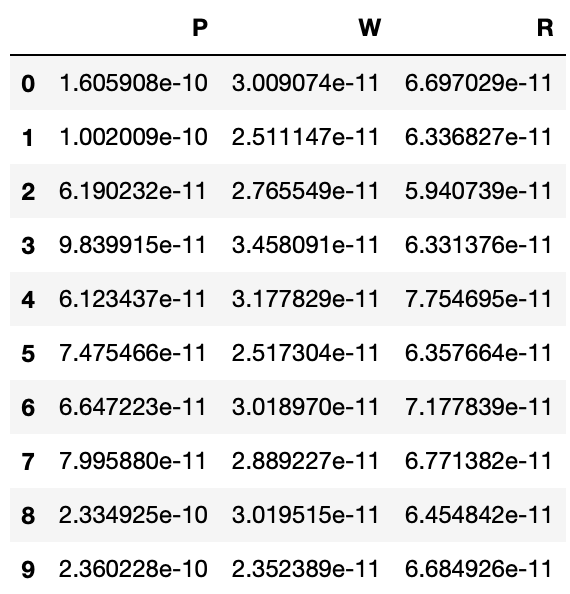 P W R
0 1.605908e-10 3.009074e-11 6.697029e-11
1 1.002009e-10 2.511147e-11 6.336827e-11
2 6.190232e-11 2.765549e-11 5.940739e-11
3 9.839915e-11 3.458091e-11 6.331376e-11
4 6.123437e-11 3.177829e-11 7.754695e-11
5 7.475466e-11 2.517304e-11 6.357664e-11
6 6.647223e-11 3.018970e-11 7.177839e-11
7 7.995880e-11 2.889227e-11 6.771382e-11
8 2.334925e-10 3.019515e-11 6.454842e-11
9 2.360228e-10 2.352389e-11 6.684926e-11